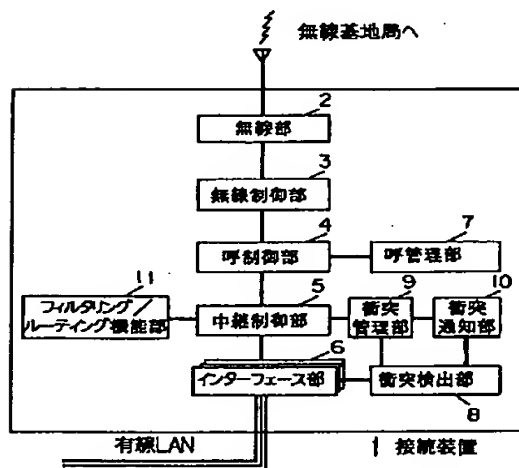 無線基地局へ
2
無線部
3
無線制御部
4
呼制御部
7
呼管理部
11
フィルタリング/
ルーティング機能部
5
中継制御部
9
衝突
管理部
10
衝突
通知部
6
インターフェース部
衝突検出部
8
有線LAN
1 接続装置